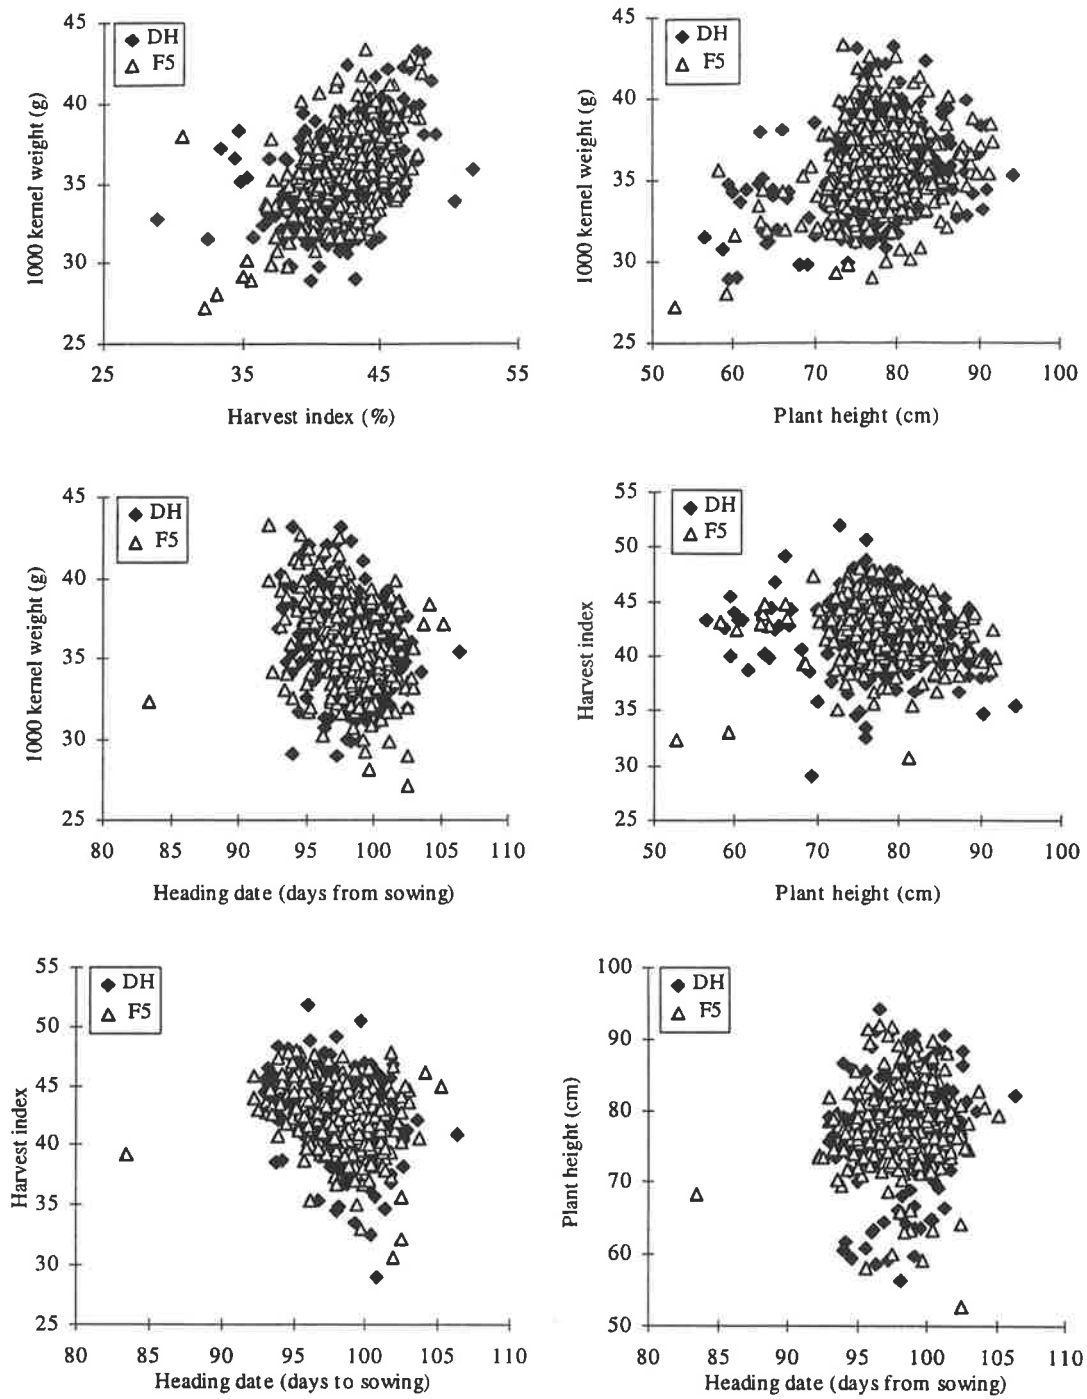 45
DH
F5
40
35
30
25
1000 kernel weight (g)
25 35 45 55
Harvest index (%)
45
DH
F5
40
35
30
25
1000 kernel weight (g)
50 60 70 80 90 100
Plant height (cm)
45
DH
F5
40
35
30
25
1000 kernel weight (g)
80 85 90 95 100 105 110
Heading date (days from sowing)
55
DH
F5
50
45
40
35
30
25
Harvest index
50 60 70 80 90 100
Plant height (cm)
55
DH
F5
50
45
40
35
30
25
Harvest index
80 85 90 95 100 105 110
Heading date (days to sowing)
100
DH
F5
90
80
70
60
50
Plant height (cm)
80 85 90 95 100 105 110
Heading date (days from sowing)